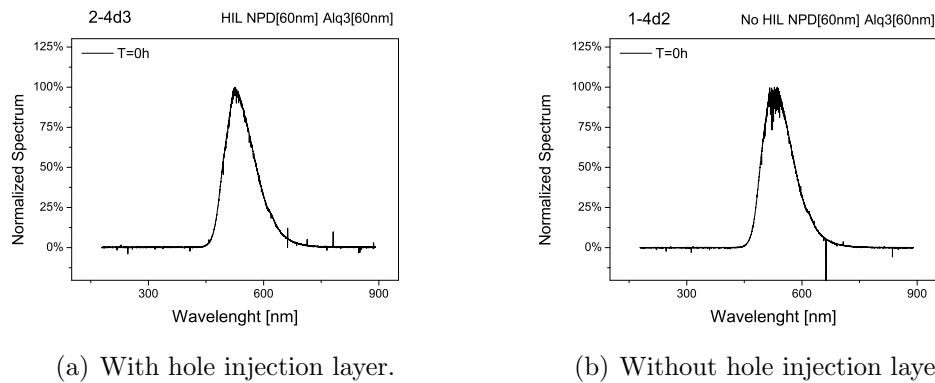 2-4d3 HIL NPD[60nm] Alq3[60nm]
T=0h
125%
100%
75%
50%
25%
0%
Normalized Spectrum
300 600 900
Wavelenght [nm]
(a) With hole injection layer.
1-4d2 No HIL NPD[60nm] Alq3[60nm]
T=0h
125%
100%
75%
50%
25%
0%
Normalized Spectrum
300 600 900
Wavelenght [nm]
(b) Without hole injection laye